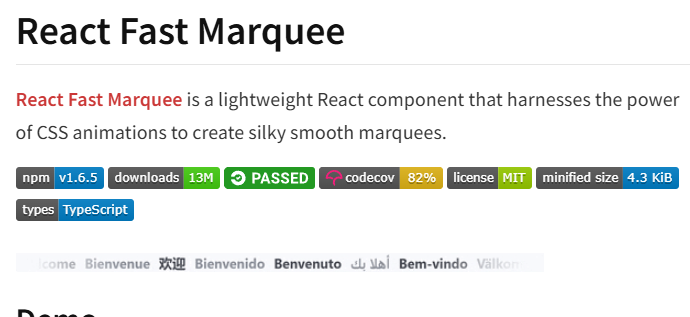 React Fast Marquee
React Fast Marquee is a lightweight React component that harnesses the power
of CSS animations to create silky smooth marquees.
npm v1.6.5 downloads 13M PASSED codecov 82% license MIT minified size 4.3 KiB
types TypeScript
come Bienvenue 欢迎 Bienvenido Benvenuto أهلا بك Bem-vindo Välkom
Demo